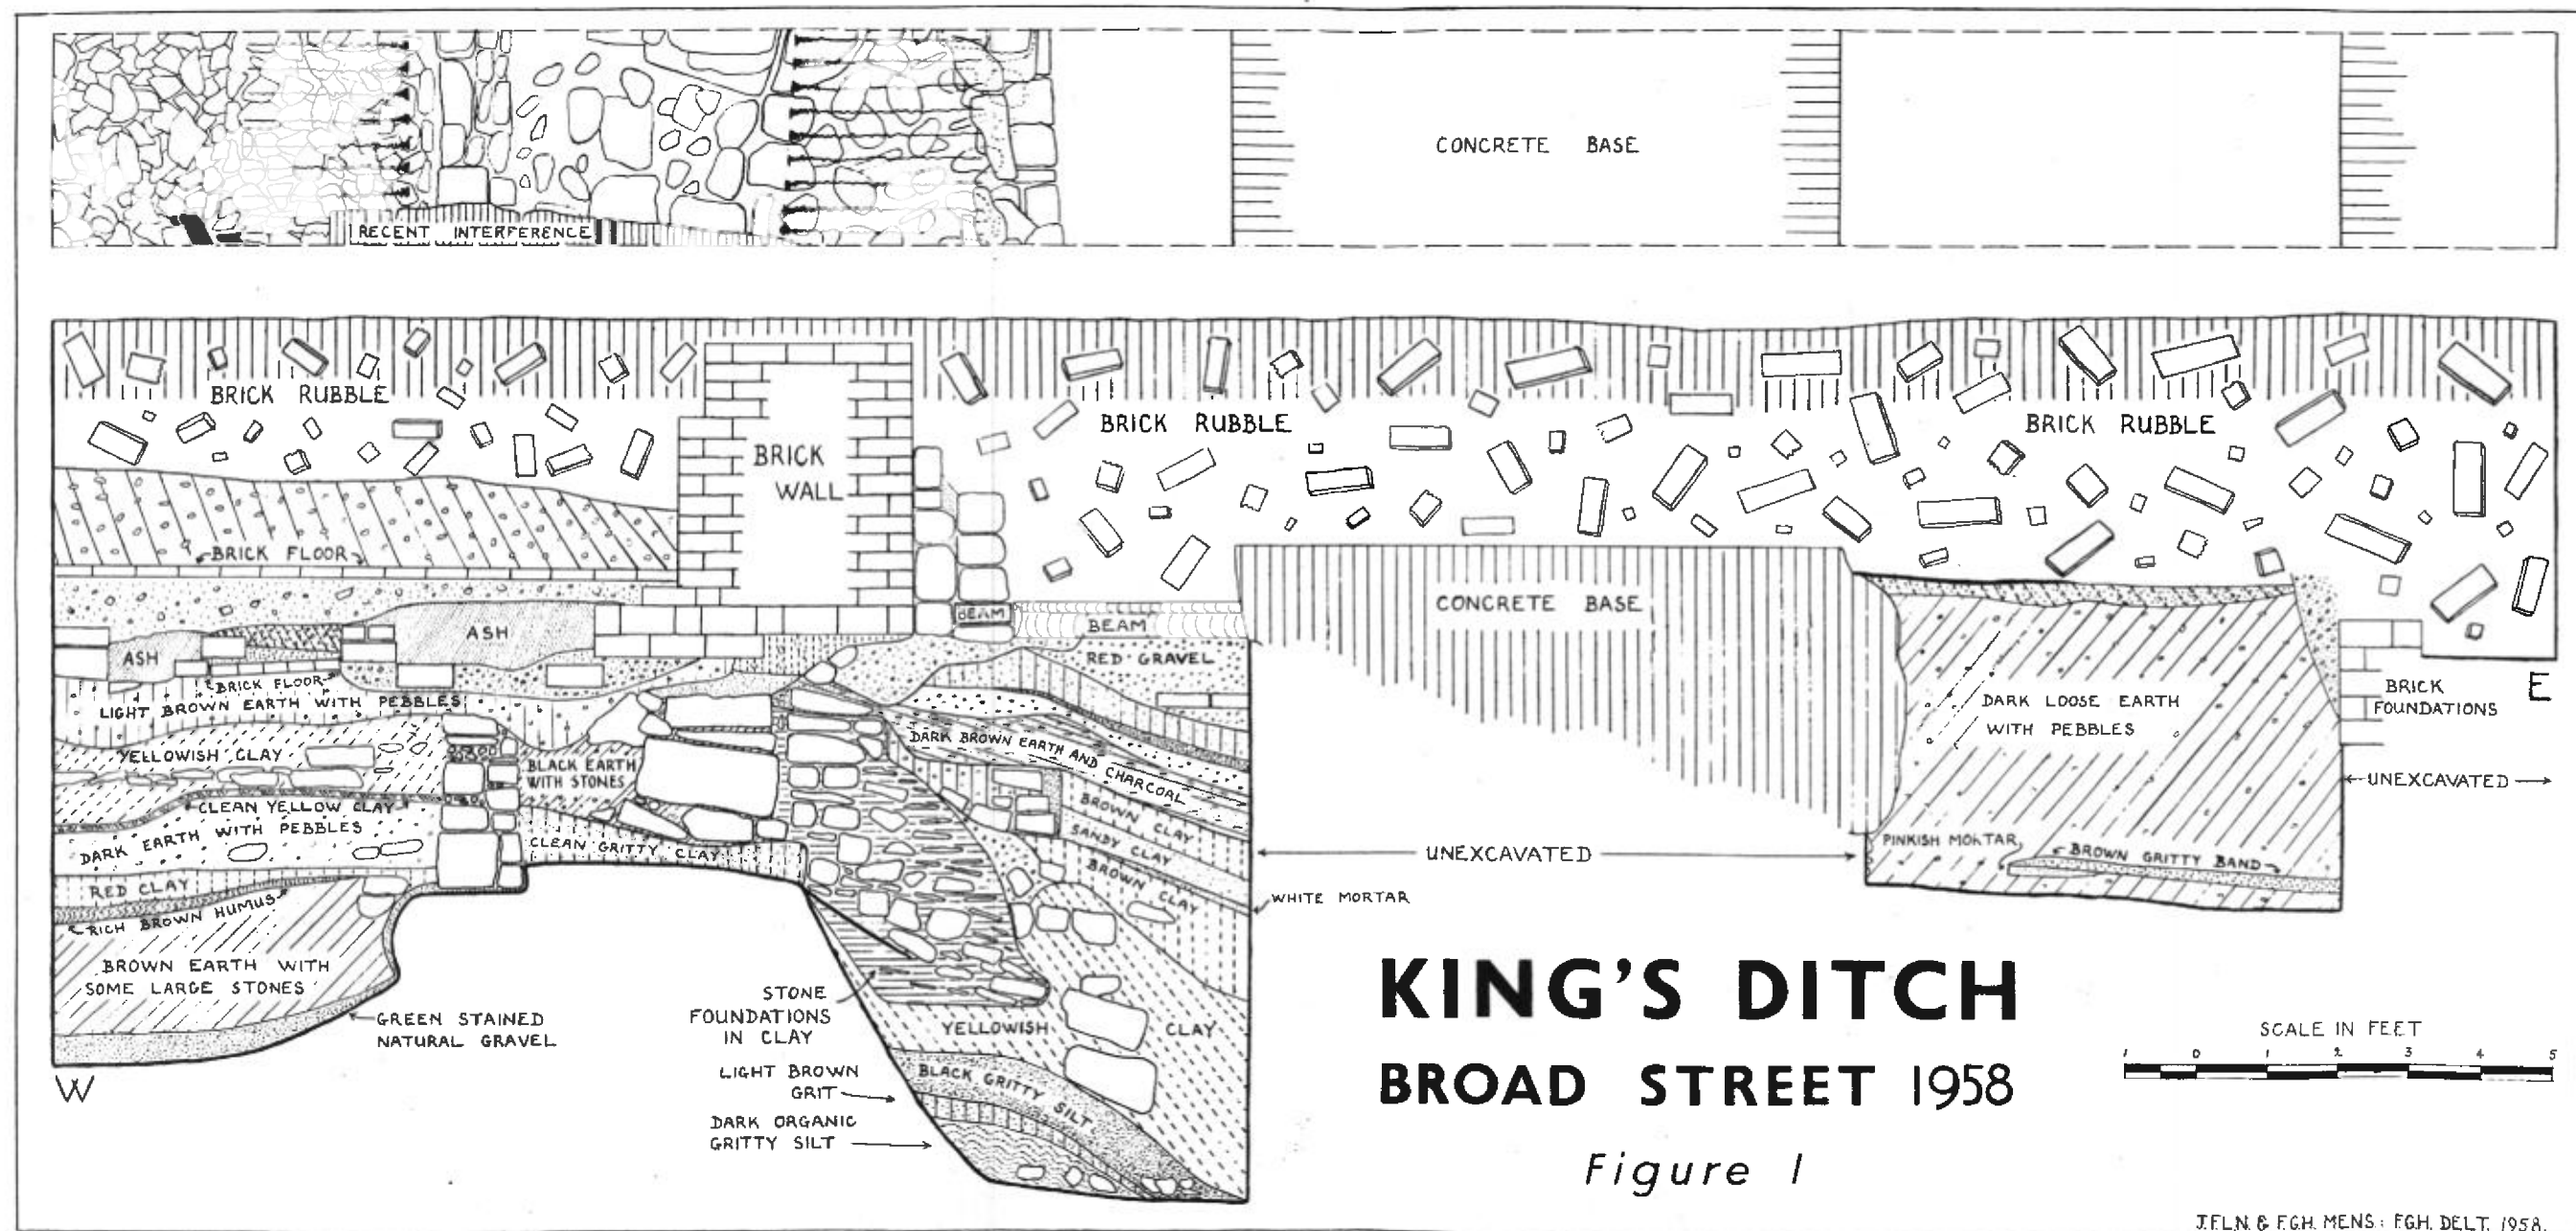 CONCRETE BASE
RECENT INTERFERENCE
BRICK RUBBLE
BRICK RUBBLE
BRICK RUBBLE
BRICK
WALL
BRICK FLOOR
BEAM
BEAM
CONCRETE BASE
ASH
ASH
RED GRAVEL
BRICK FLOOR
LIGHT BROWN EARTH WITH PEBBLES
BRICK
FOUNDATIONS
E
DARK LOOSE EARTH
WITH PEBBLES
YELLOWISH CLAY
BLACK EARTH
WITH STONES
DARK BROWN EARTH AND CHARCOAL
UNEXCAVATED
CLEAN YELLOW CLAY
DARK EARTH WITH PEBBLES
BROWN CLAY
SANDY CLAY
BROWN CLAY
CLEAN GRITTY CLAY
UNEXCAVATED
PINKISH MORTAR
BROWN GRITTY BAND
RED CLAY
RICH BROWN HUMUS
WHITE MORTAR
BROWN EARTH WITH
SOME LARGE STONES
GREEN STAINED
NATURAL GRAVEL
STONE
FOUNDATIONS
IN CLAY
YELLOWISH CLAY
LIGHT BROWN
GRIT
BLACK GRITTY SILT.
DARK ORGANIC
GRITTY SILT
W
KING'S DITCH
BROAD STREET 1958
Figure 1
SCALE IN FEET
1 0 1 2 3 4 5
J.F.L.N. & F.G.H. MENS.: F.G.H. DELT. 1958.